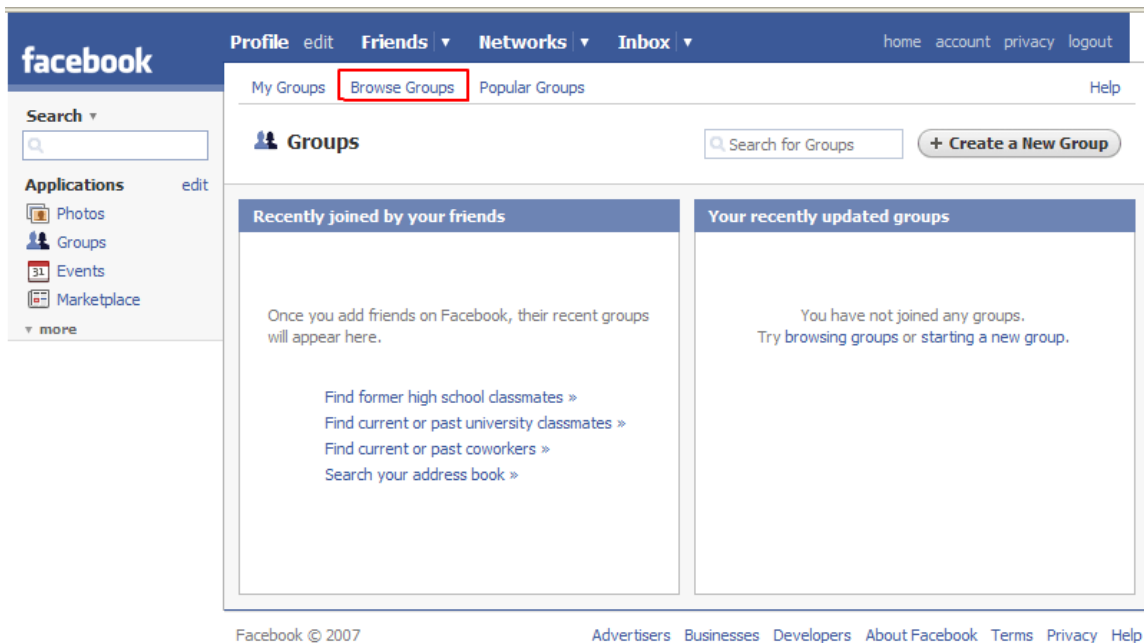 facebook
Profile edit Friends Networks Inbox home account privacy logout
My Groups Browse Groups Popular Groups Help
Search
Groups
Search for Groups
+ Create a New Group
Applications edit
Photos
Groups
31 Events
Marketplace
more
Recently joined by your friends
Once you add friends on Facebook, their recent groups
will appear here.
Find former high school classmates »
Find current or past university classmates »
Find current or past coworkers »
Search your address book »
Your recently updated groups
You have not joined any groups.
Try browsing groups or starting a new group.
Facebook © 2007 Advertisers Businesses Developers About Facebook Terms Privacy Help